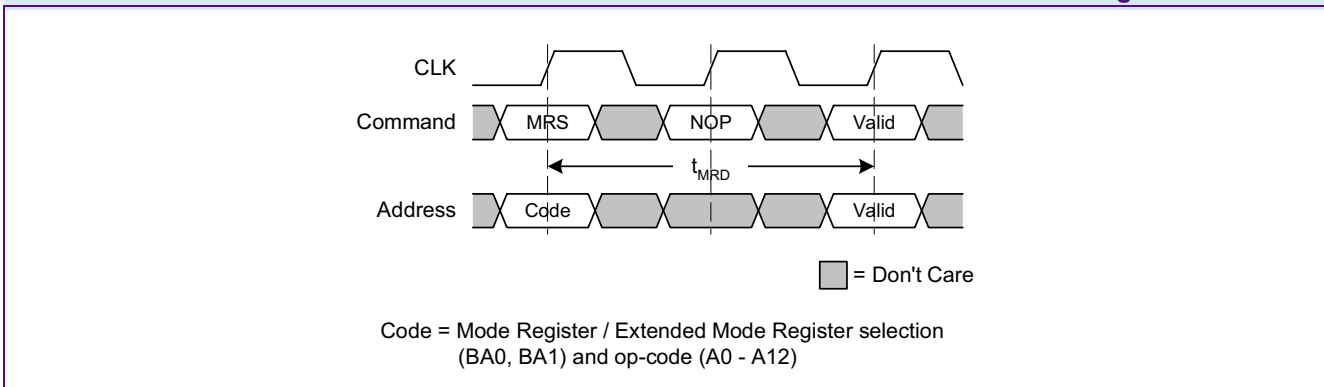 CLK
Command MRS NOP Valid
tMRD
Address Code Valid
= Don't Care
Code = Mode Register / Extended Mode Register selection
(BA0, BA1) and op-code (A0 - A12)